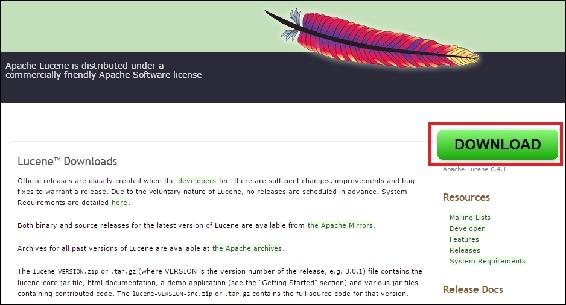 Apache Lucene is distributed under a
commercially friendly Apache Software license
DOWNLOAD
Apache Lucene 6.4.1
Lucene™ Downloads
Official releases are usually created when the developers feel there are sufficient changes, improvements and bug
fixes to warrant a release. Due to the voluntary nature of Lucene, no releases are scheduled in advance. System
Requirements are detailed here.
Both binary and source releases for the latest version of Lucene are available from the Apache Mirrors.
Archives for all past versions of Lucene are available at the Apache archives.
The lucene-VERSION.zip or .tar.gz (where VERSION is the version number of the release, e.g. 3.0.1) file contains the
lucene-core jar file, html documentation, a demo application (see the "Getting Started" section) and various jar files
containing contributed code. The lucene-VERSION-src.zip or .tar.gz contains the full source code for that version.
Resources
Mailing Lists
Developer
Features
Releases
System Requirements
Release Docs